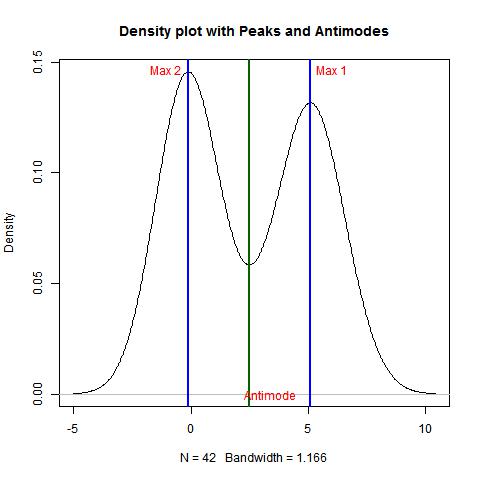 Density plot with Peaks and Antimodes
Max 2
Max 1
Antimode
Density
0.15
0.10
0.05
0.00
-5
0
5
10
N = 42 Bandwidth = 1.166